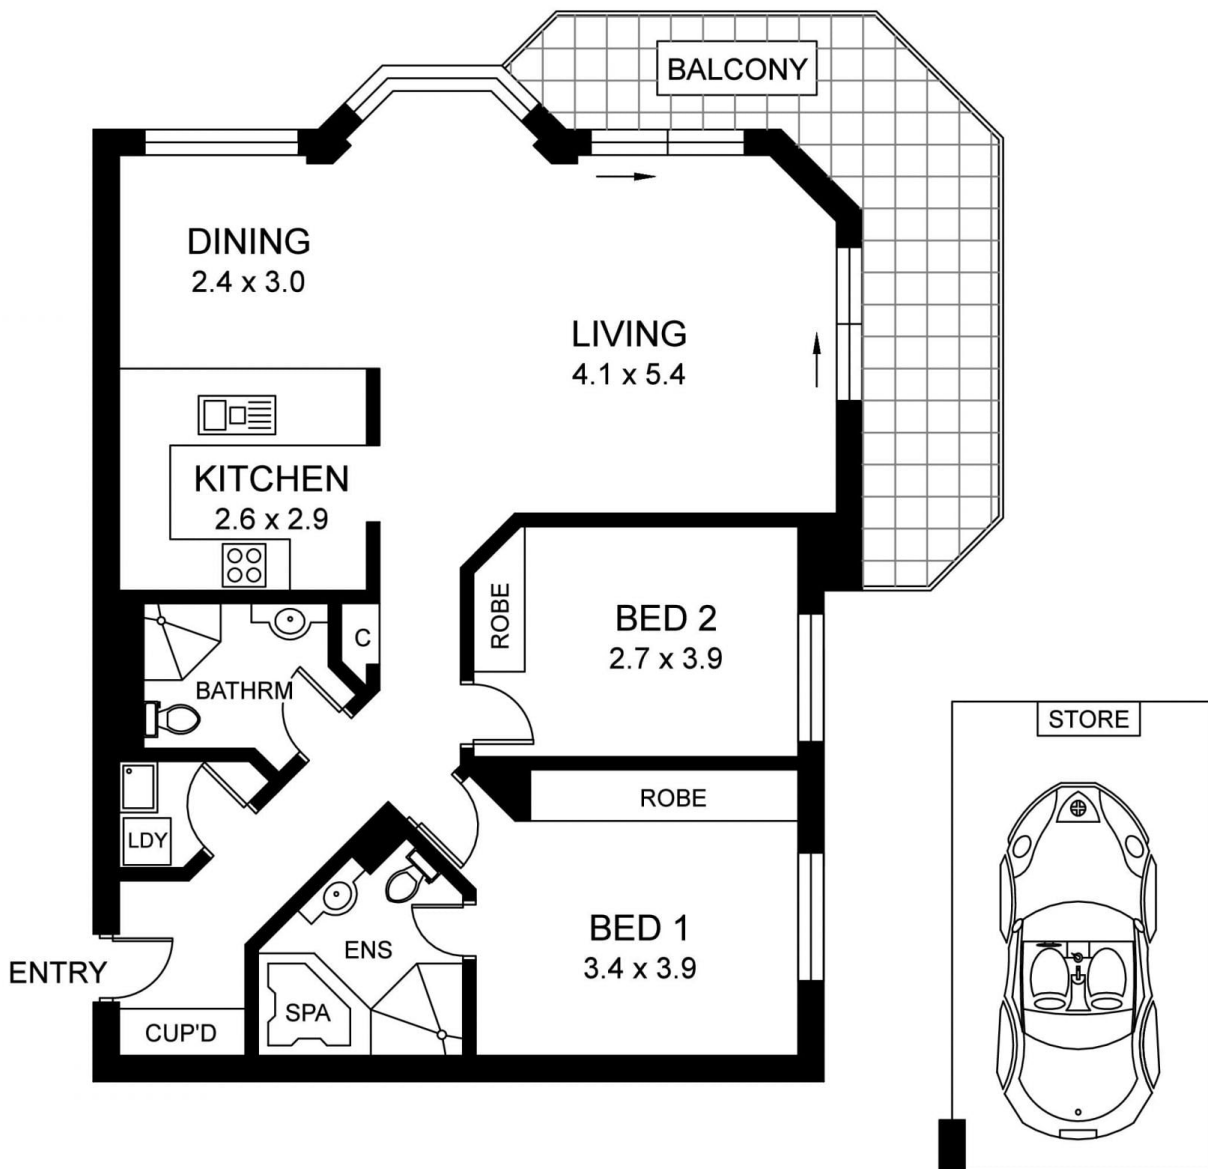 BALCONY
DINING
2.4 x 3.0
LIVING
4.1 x 5.4
KITCHEN
2.6 x 2.9
ROBE
BED 2
2.7 x 3.9
C
BATHRM
STORE
LDY
ROBE
BED 1
3.4 x 3.9
ENS
ENTRY
SPA
CUP'D